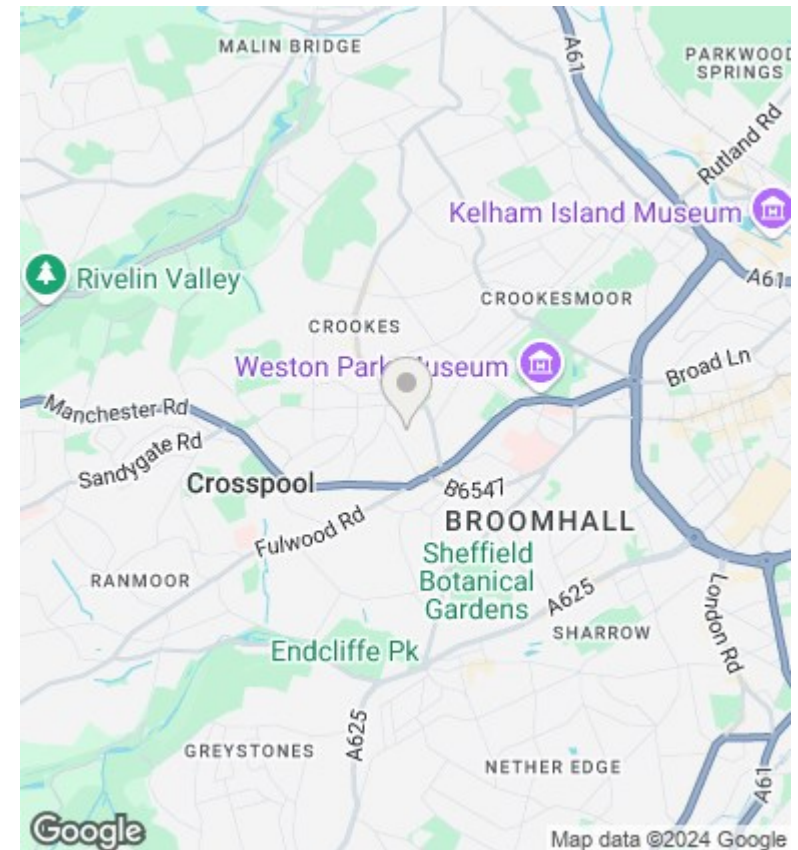 MALIN BRIDGE
A61
PARKWOOD
SPRINGS
Rutland Rd
Kelham Island Museum
Rivelin Valley
A61
CROOKESMOOR
CROOKES
Weston Park Museum
Broad Ln
Manchester Rd
Sandygate Rd
Crosspool
B6547
BROOMHALL
Fulwood Rd
Sheffield
Botanical
Gardens
RANMOOR
A625
London Rd
SHARROW
Endcliffe Pk
A625
GREYSTONES
NETHER EDGE
A61
Google
Map data ©2024 Google